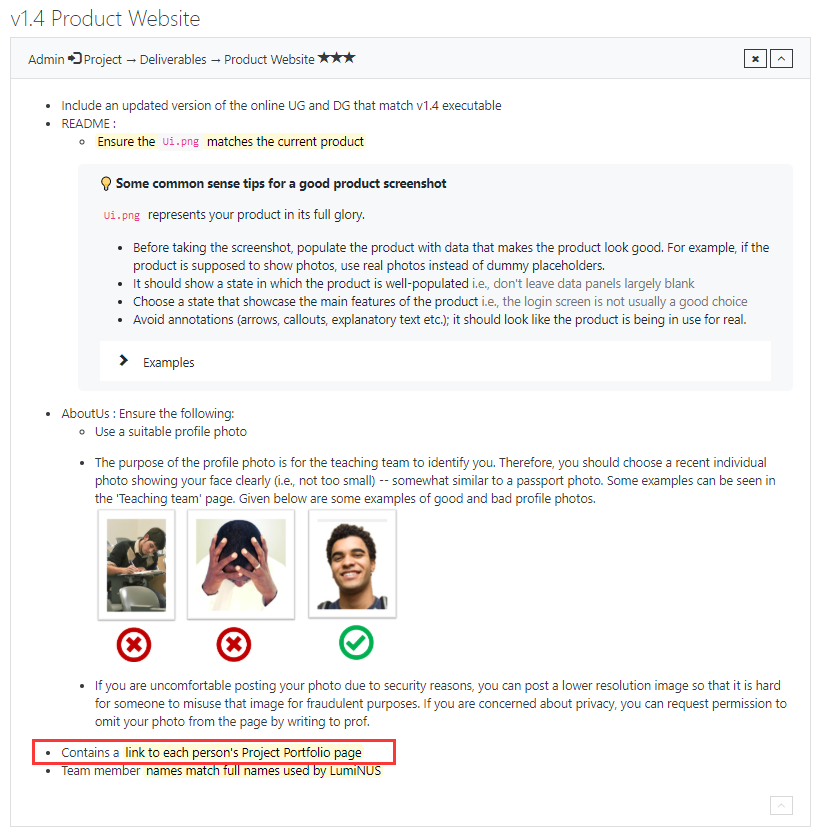 v1.4 Product Website
Admin Project → Deliverables → Product Website ★★★
Include an updated version of the online UG and DG that match v1.4 executable
README :
Ensure the Ui.png matches the current product
Some common sense tips for a good product screenshot
Ui.png represents your product in its full glory.
Before taking the screenshot, populate the product with data that makes the product look good. For example, if the
product is supposed to show photos, use real photos instead of dummy placeholders.
It should show a state in which the product is well-populated i.e., don't leave data panels largely blank
Choose a state that showcase the main features of the product i.e., the login screen is not usually a good choice
Avoid annotations (arrows, callouts, explanatory text etc.); it should look like the product is being in use for real.
Examples
AboutUs : Ensure the following:
Use a suitable profile photo
The purpose of the profile photo is for the teaching team to identify you. Therefore, you should choose a recent individual
photo showing your face clearly (i.e., not too small) -- somewhat similar to a passport photo. Some examples can be seen in
the 'Teaching team' page. Given below are some examples of good and bad profile photos.
If you are uncomfortable posting your photo due to security reasons, you can post a lower resolution image so that it is hard
for someone to misuse that image for fraudulent purposes. If you are concerned about privacy, you can request permission to
omit your photo from the page by writing to prof.
Contains a link to each person's Project Portfolio page
Team member names match full names used by LumiNUS